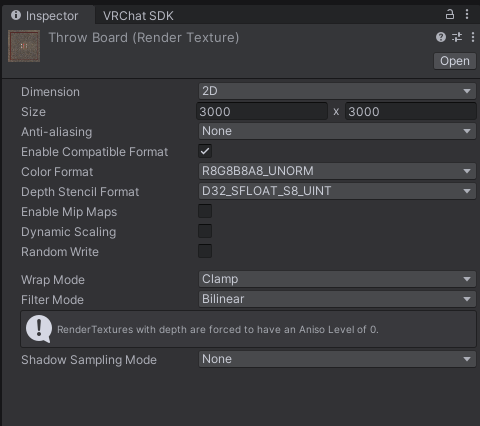 Inspector VRChat SDK
Throw Board (Render Texture)
Open
Dimension 2D
Size 3000 x 3000
Anti-aliasing None
Enable Compatible Format
Color Format R8G8B8A8_UNORM
Depth Stencil Format D32_SFLOAT_S8_UINT
Enable Mip Maps
Dynamic Scaling
Random Write
Wrap Mode Clamp
Filter Mode Bilinear
RenderTextures with depth are forced to have an Aniso Level of 0.
Shadow Sampling Mode None